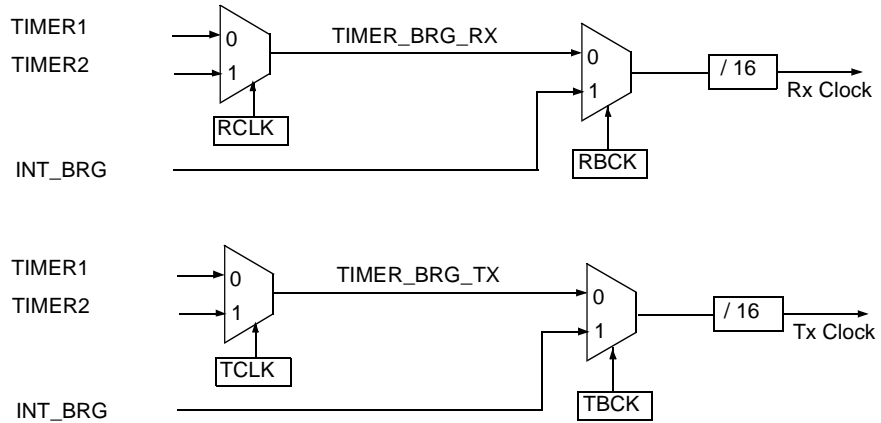 TIMER1
0
TIMER_BRG_RX
0
TIMER2
1
/ 16
1
Rx Clock
RCLK
INT_BRG
RBCK
TIMER1
0
TIMER_BRG_TX
0
TIMER2
1
/ 16
1
Tx Clock
TCLK
INT_BRG
TBCK